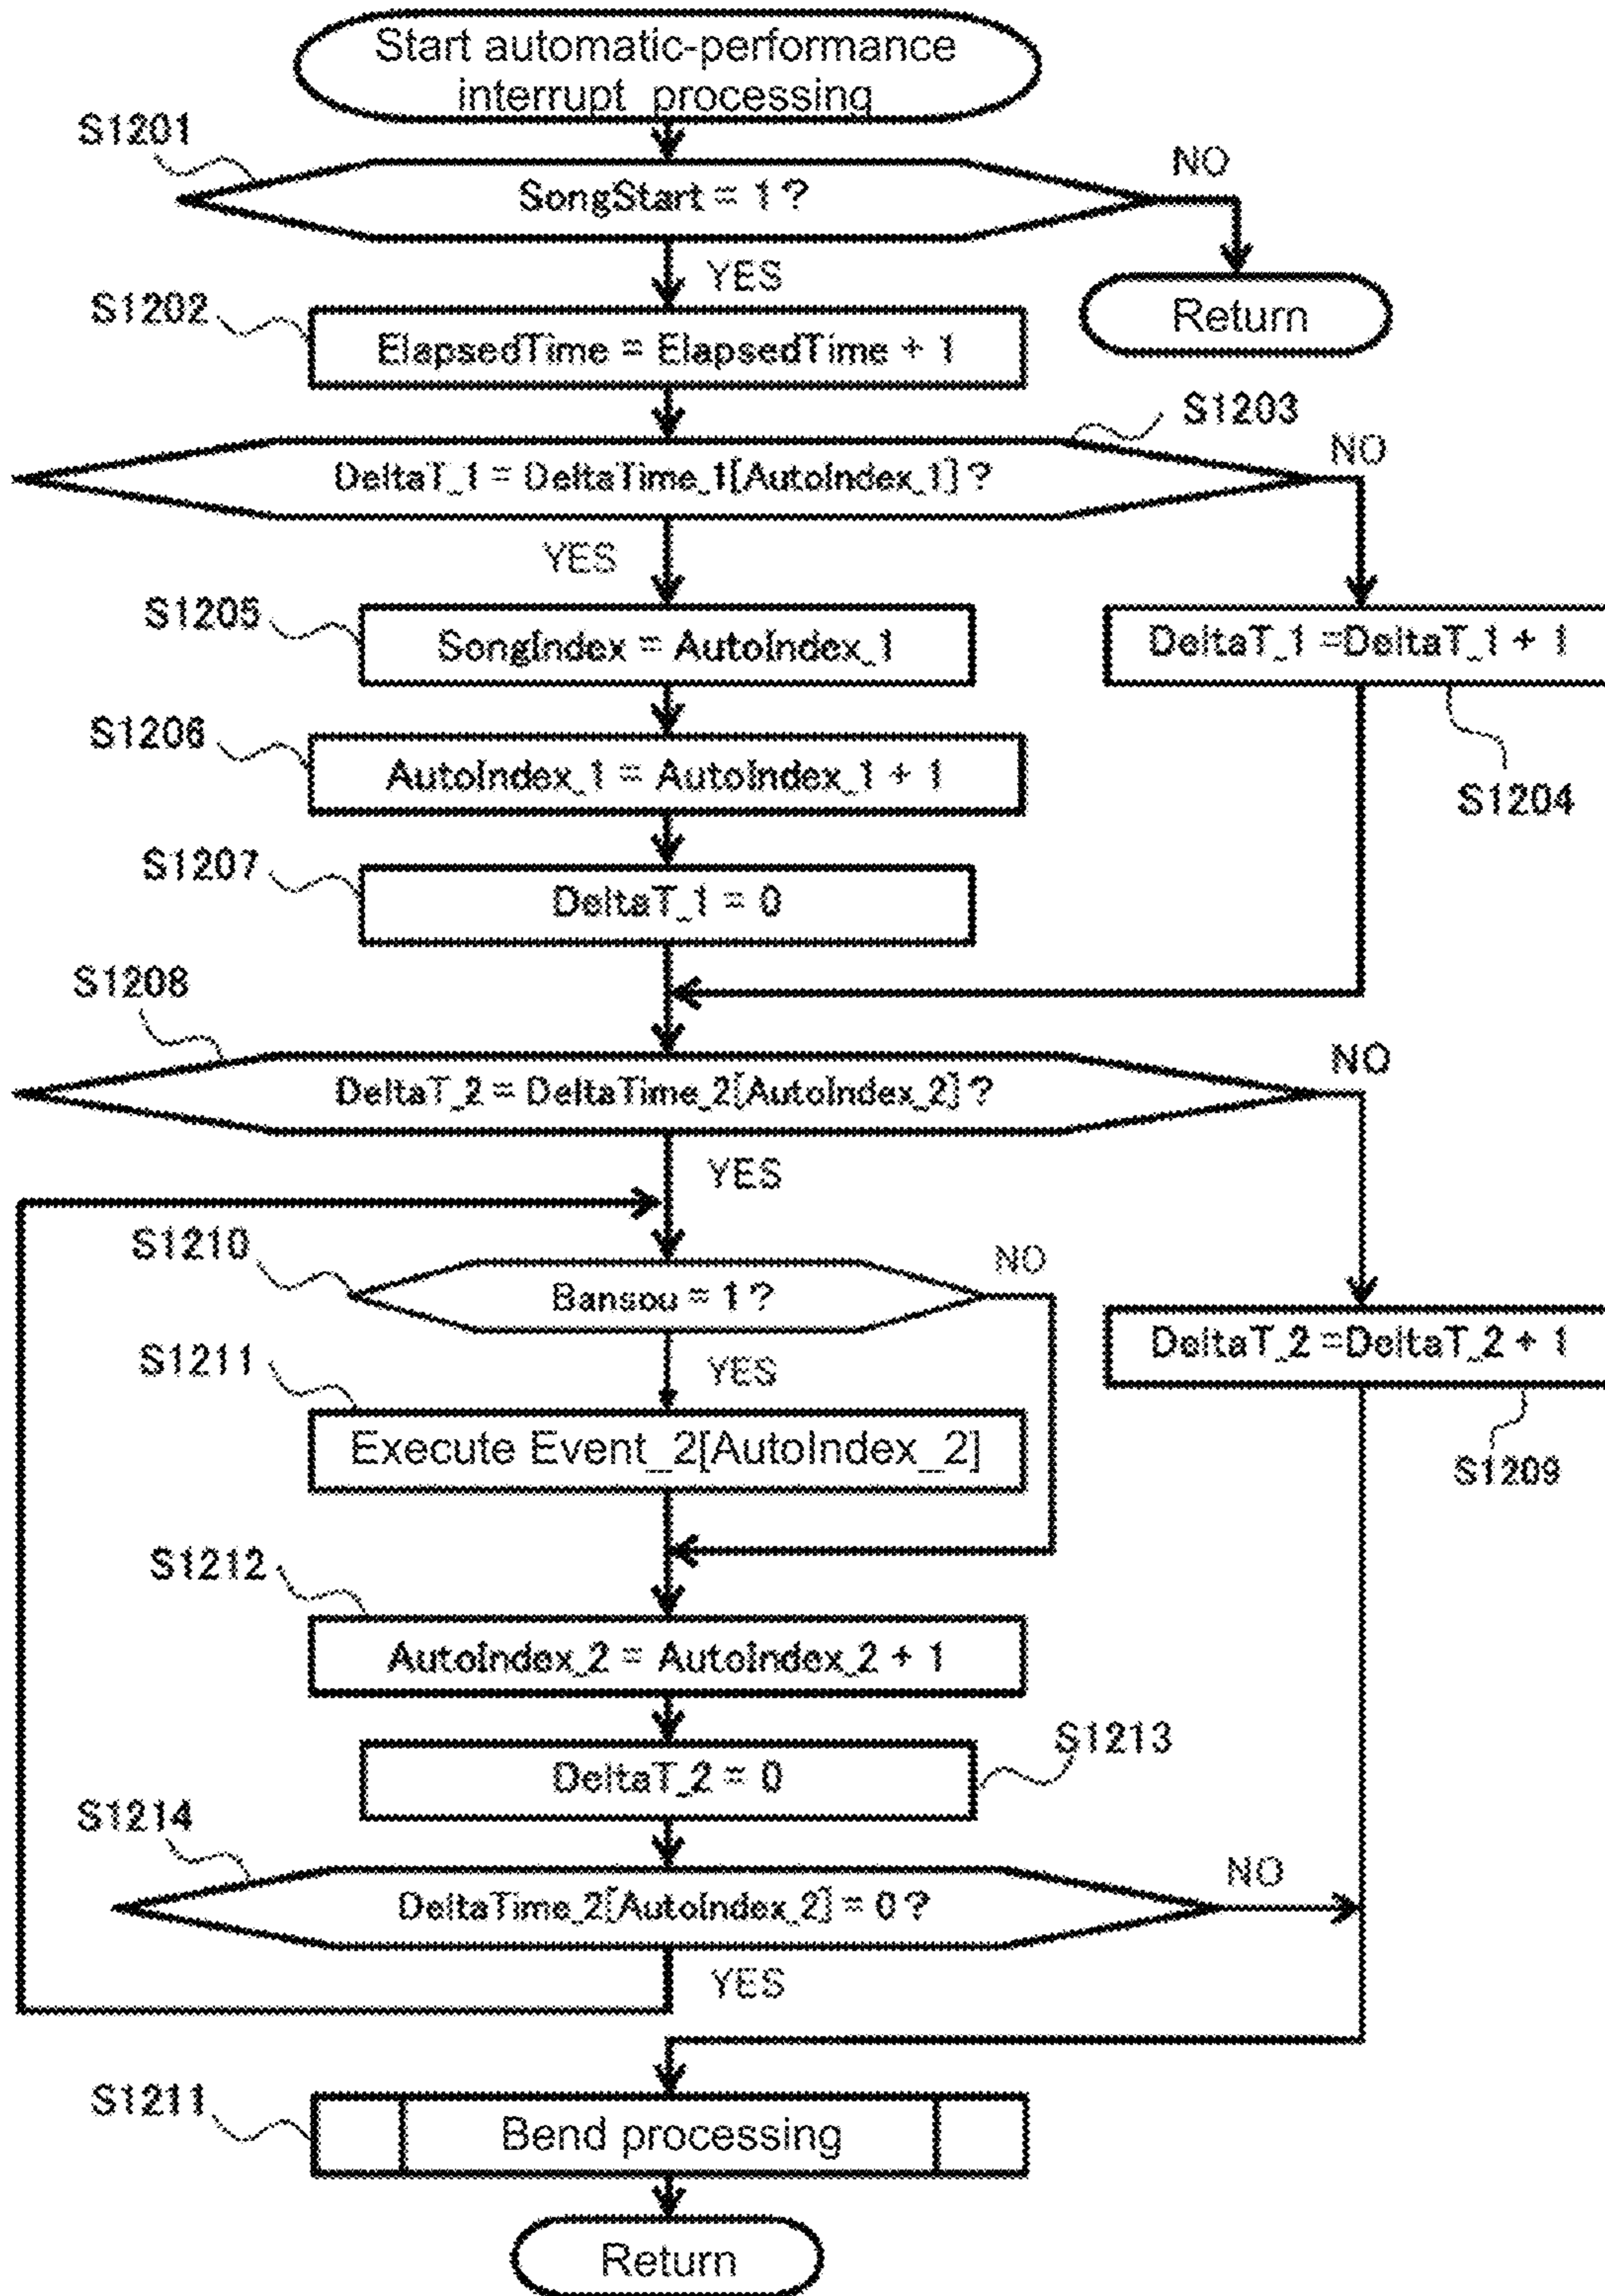 Start automatic-performance
interrupt processing
S1201
SongStart = 1 ?
NO
YES
Return
S1202
ElapsedTime = ElapsedTime + 1
S1203
DeltaT_1 = DeltaTime_1[AutoIndex_1] ?
NO
YES
S1205
SongIndex = AutoIndex_1
DeltaT_1 =DeltaT_1 + 1
S1206
AutoIndex_1 = AutoIndex_1 + 1
S1204
S1207
DeltaT_1 = 0
S1208
DeltaT_2 = DeltaTime_2[AutoIndex_2] ?
NO
YES
S1210
Bansou = 1 ?
NO
DeltaT_2 =DeltaT_2 + 1
S1211
YES
Execute Event_2[AutoIndex_2]
S1209
S1212
AutoIndex_2 = AutoIndex_2 + 1
S1213
DeltaT_2 = 0
S1214
DeltaTime_2[AutoIndex_2] = 0 ?
NO
YES
S1211
Bend processing
Return